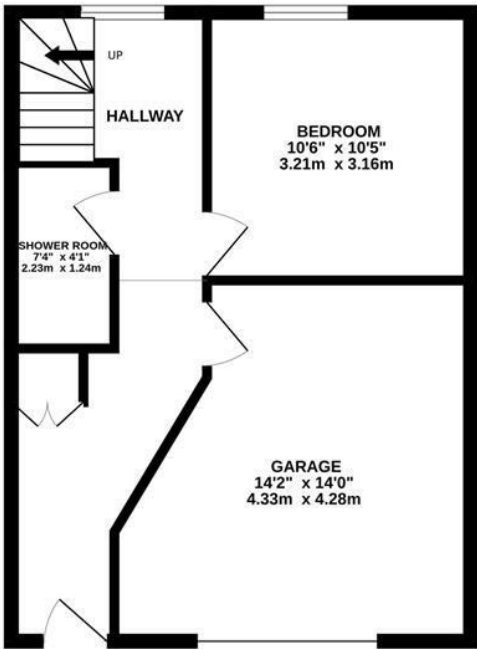 UP
HALLWAY
BEDROOM
10'6" x 10'5"
3.21m x 3.16m
SHOWER ROOM
7'4" x 4'1"
2.23m x 1.24m
GARAGE
14'2" x 14'0"
4.33m x 4.28m